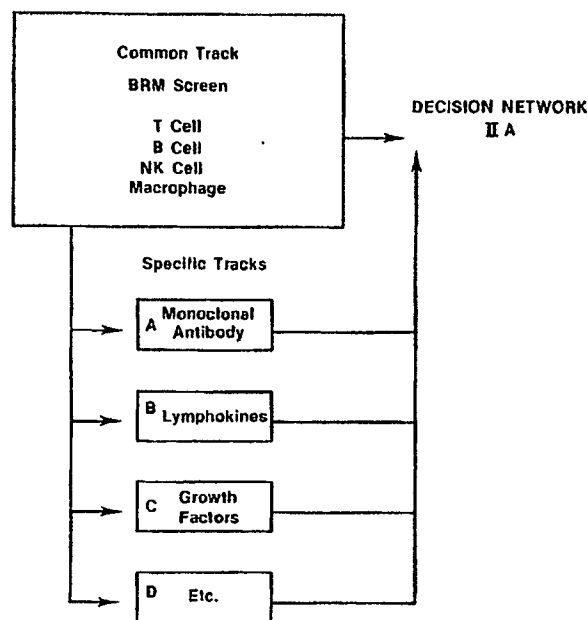 Common Track
BRM Screen
T Cell
B Cell
NK Cell
Macrophage
DECISION NETWORK
II A
Specific Tracks
A Monoclonal
Antibody
B Lymphokines
C Growth
Factors
D Etc.